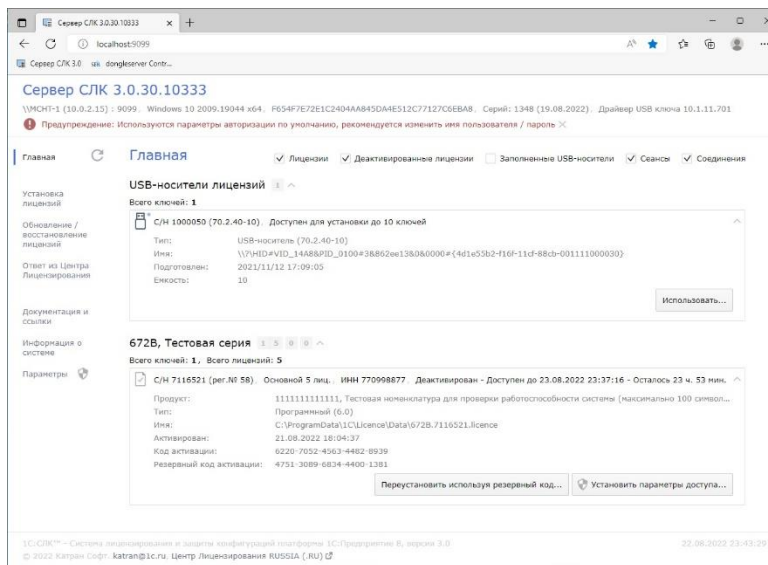 Сервер СЛК 3.0.30.10333
localhost:9099
Сервер СЛК 3.0 dongleserver Contr...
Сервер СЛК 3.0.30.10333
\\МСНТ-1 (10.0.2.15) : 9099, Windows 10 2009.19044 x64, F654F7E72E1C2404AA845DA4E512C77127C6EBA8, Серий: 1348 (19.08.2022), Драйвер USB ключа 10.1.11.701
Предупреждение: Используются параметры авторизации по умолчанию, рекомендуется изменить имя пользователя / пароль
Главная
Установка лицензий
Обновление / восстановление лицензий
Ответ из Центра Лицензирования
Документация и ссылки
Информация о системе
Параметры
Главная Лицензии Деактивированные лицензии Заполненные USB-носители Сеансы Соединения
USB-носители лицензий 1
Всего ключей: 1
С/Н 1000050 (70.2.40-10), Доступен для установки до 10 ключей
Тип: USB-носитель (70.2.40-10)
Имя: \\?\HID#VID_14A8&PID_0100#3&862ee13&0&0000#{4d1e55b2-f16f-11cf-88cb-001111000030}
Подготовлен: 2021/11/12 17:09:05
Емкость: 10
Использовать...
672B, Тестовая серия 1 5 0 0
Всего ключей: 1, Всего лицензий: 5
С/Н 7116521 (рег.№ 58), Основной 5 лиц., ИНН 770998877, Деактивирован - Доступен до 23.08.2022 23:37:16 - Осталось 23 ч. 53 мин.
Продукт: 1111111111111, Тестовая номенклатура для проверки работоспособности системы (максимально 100 символ...
Тип: Программный (6.0)
Имя: C:\ProgramData\1C\Licence\Data\672B.7116521.licence
Активирован: 21.08.2022 18:04:37
Код активации: 6220-7052-4563-4482-8939
Резервный код активации: 4751-3089-6834-4400-1381
Переустановить используя резервный код... Установить параметры доступа...
1С:СЛК™ - Система лицензирования и защиты конфигураций платформы 1С:Предприятие 8, версия 3.0 22.08.2022 23:43:29
© 2022 Катран Софт, katran@1c.ru, Центр Лицензирования RUSSIA (.RU)